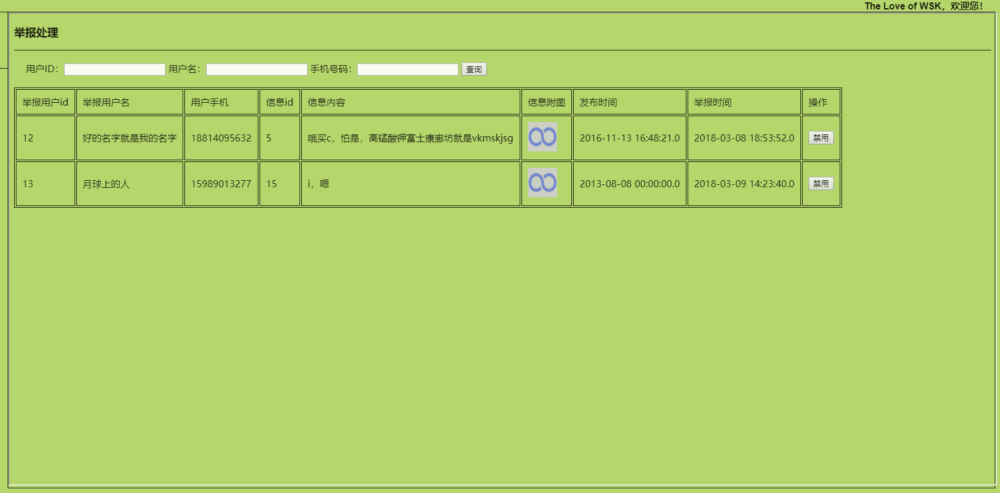 The Love of WSK，欢迎您！
举报处理
用户ID： 用户名： 手机号码： 查询
举报用户id 举报用户名 用户手机 信息id 信息内容 信息附图 发布时间 举报时间 操作
12 好的名字就是我的名字 18814095632 5 哦买c，怕是，高锰酸钾富士康廊坊就是vkmskjsg 2016-11-13 16:48:21.0 2018-03-08 18:53:52.0 禁用
13 月球上的人 15989013277 15 i，嗯 2013-08-08 00:00:00.0 2018-03-09 14:23:40.0 禁用